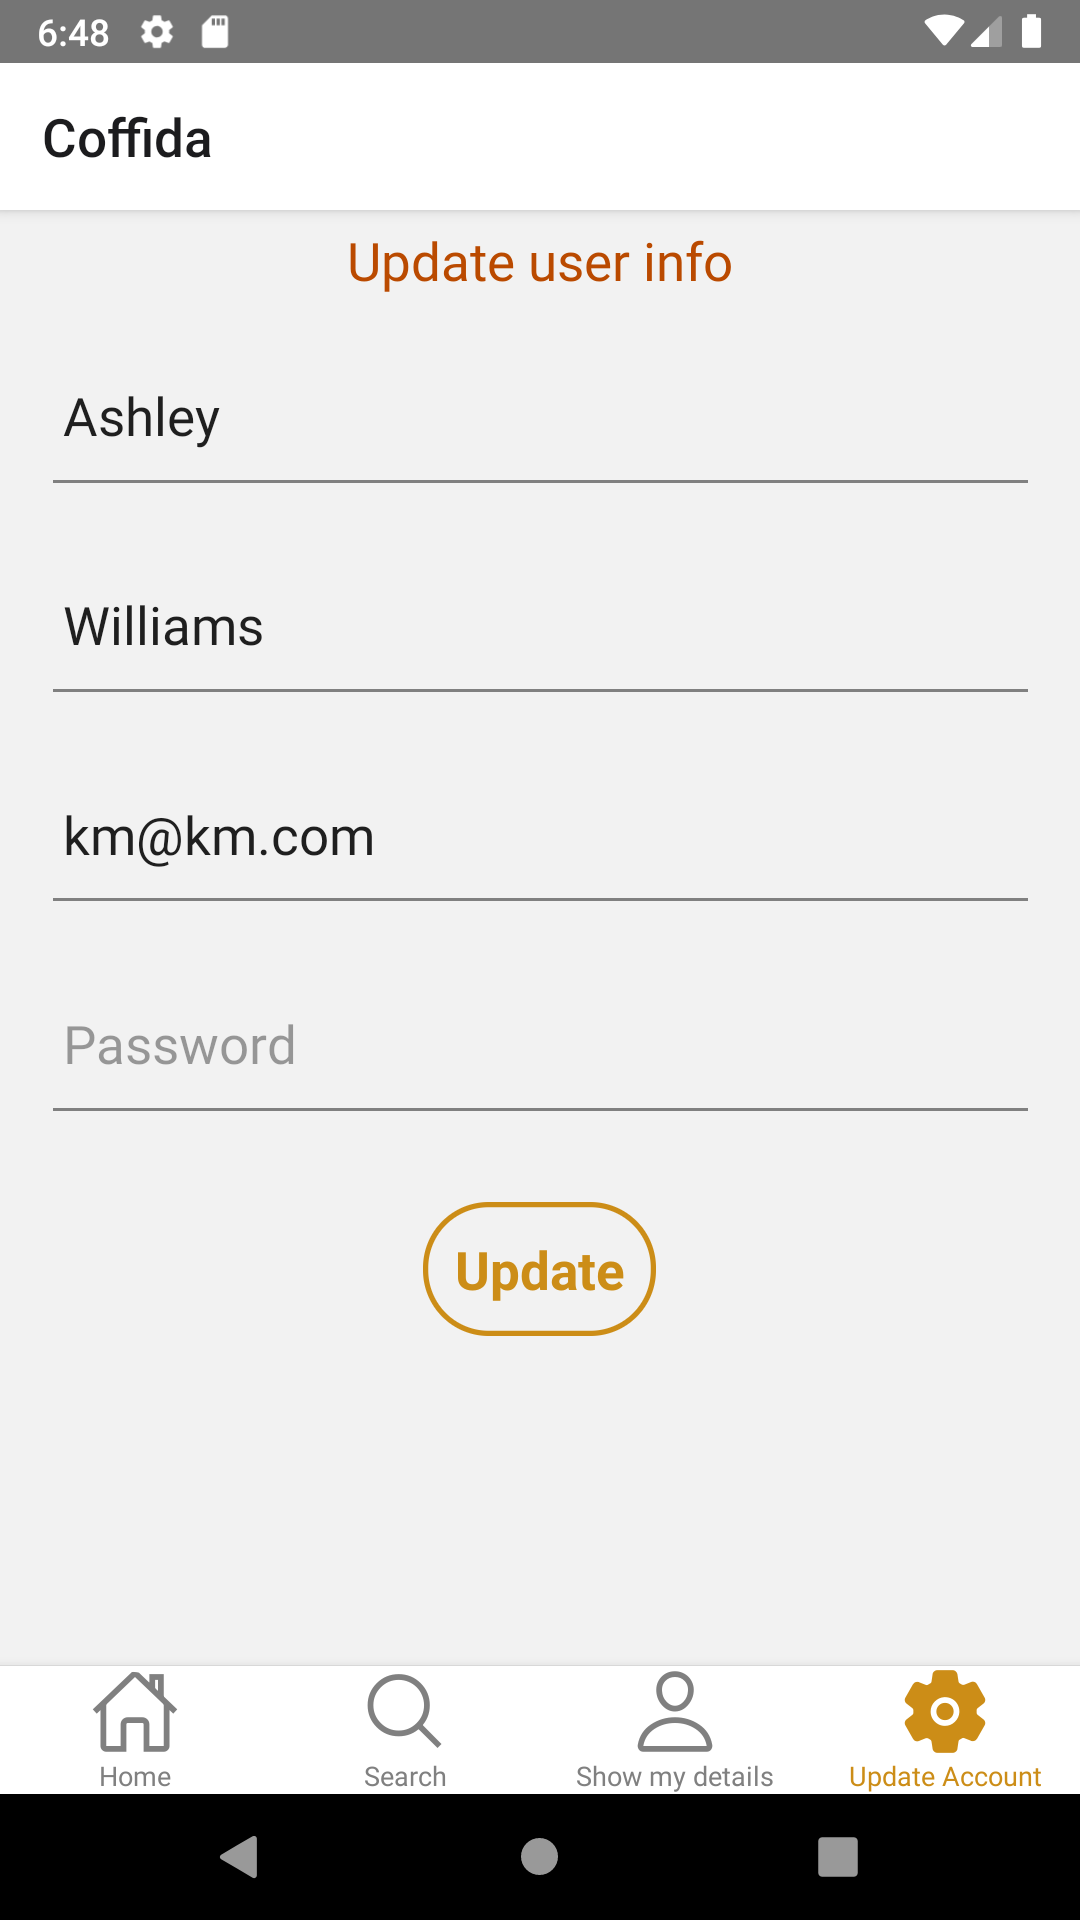 6:48
Coffida
Update user info
Ashley
Williams
km@km.com
Password
Update
Home
Search
Show my details
Update Account